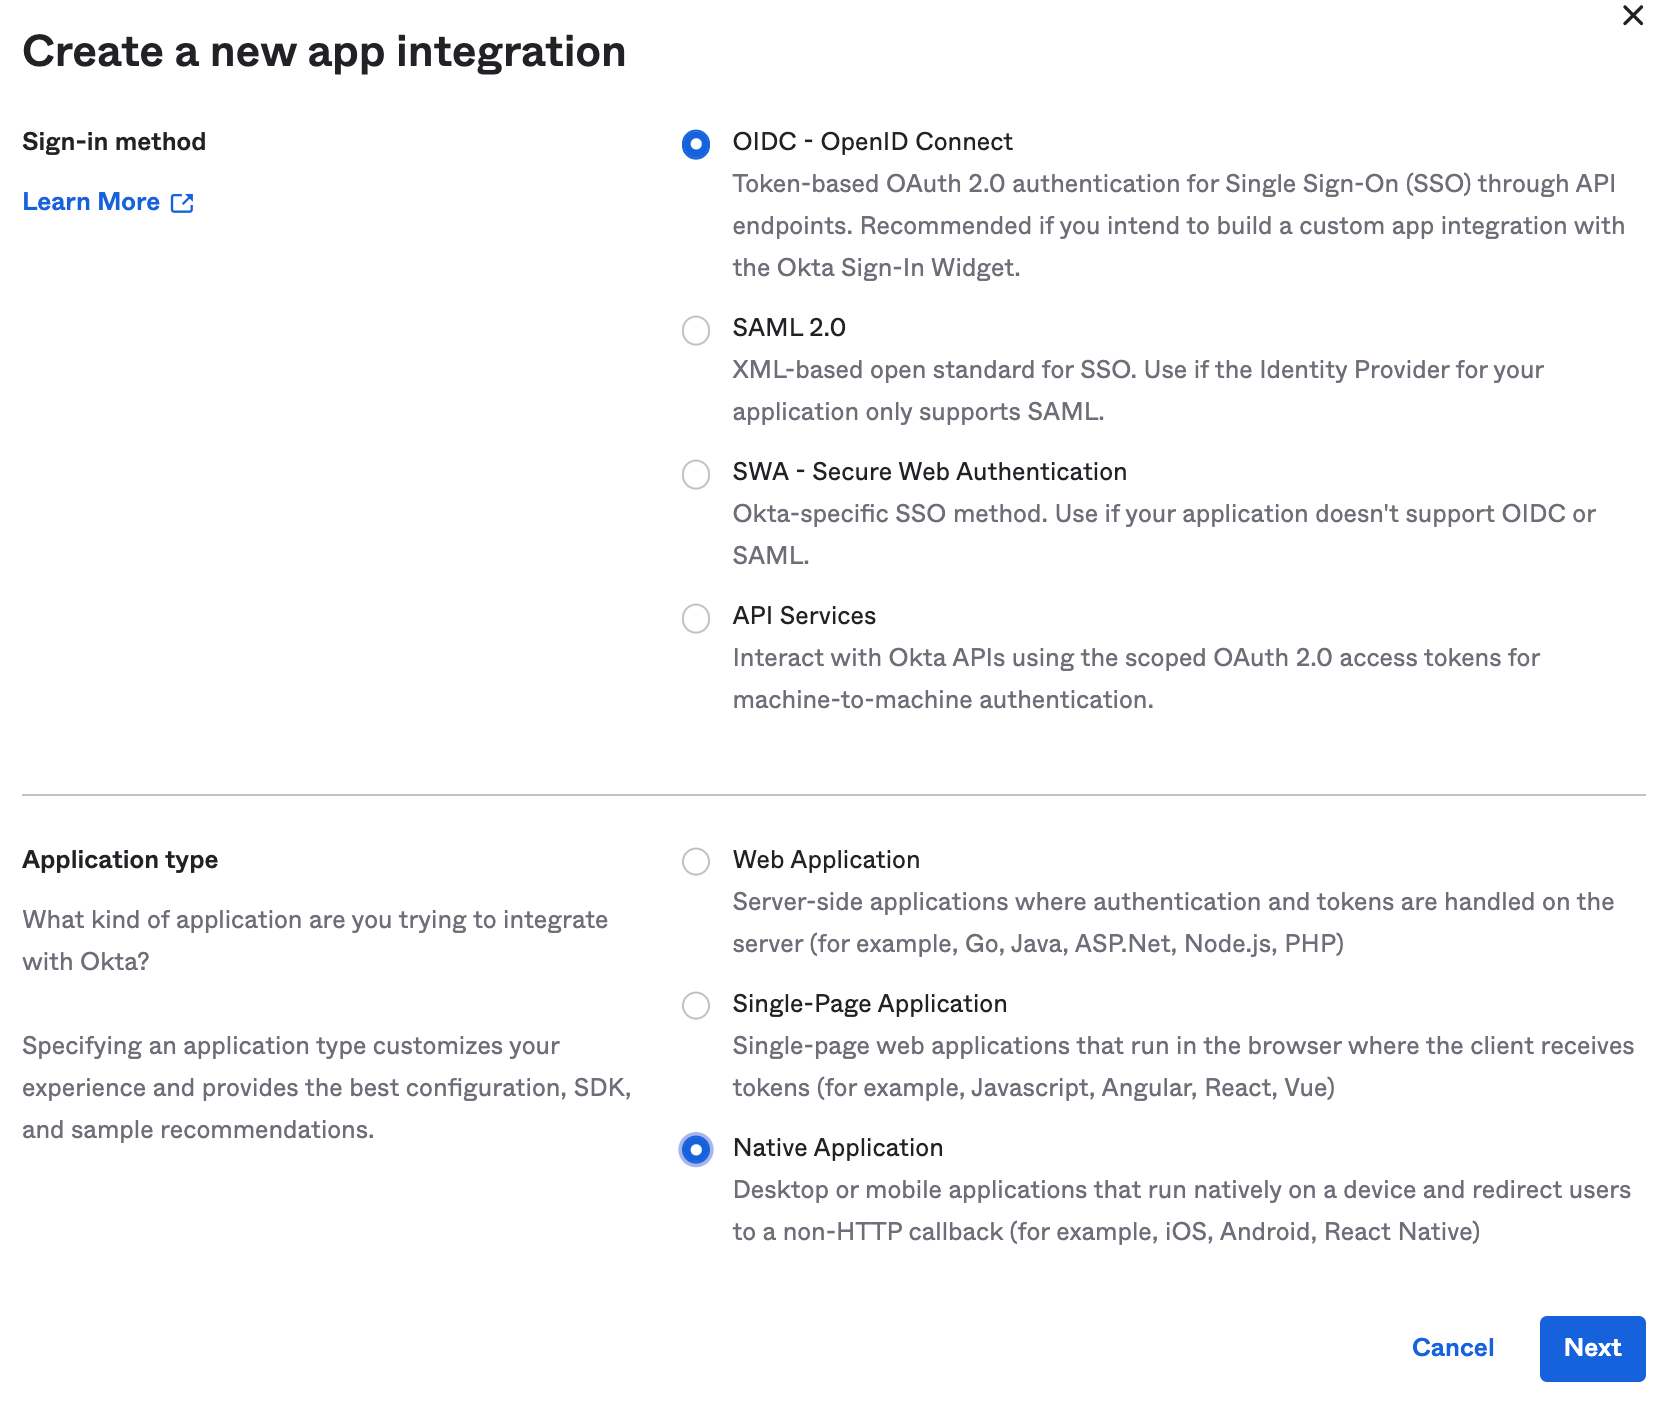 Create a new app integration
Sign-in method
Learn More
OIDC - OpenID Connect
Token-based OAuth 2.0 authentication for Single Sign-On (SSO) through API
endpoints. Recommended if you intend to build a custom app integration with
the Okta Sign-In Widget.
SAML 2.0
XML-based open standard for SSO. Use if the Identity Provider for your
application only supports SAML.
SWA - Secure Web Authentication
Okta-specific SSO method. Use if your application doesn't support OIDC or
SAML.
API Services
Interact with Okta APIs using the scoped OAuth 2.0 access tokens for
machine-to-machine authentication.
Application type
What kind of application are you trying to integrate
with Okta?
Specifying an application type customizes your
experience and provides the best configuration, SDK,
and sample recommendations.
Web Application
Server-side applications where authentication and tokens are handled on the
server (for example, Go, Java, ASP.Net, Node.js, PHP)
Single-Page Application
Single-page web applications that run in the browser where the client receives
tokens (for example, Javascript, Angular, React, Vue)
Native Application
Desktop or mobile applications that run natively on a device and redirect users
to a non-HTTP callback (for example, iOS, Android, React Native)
Cancel
Next